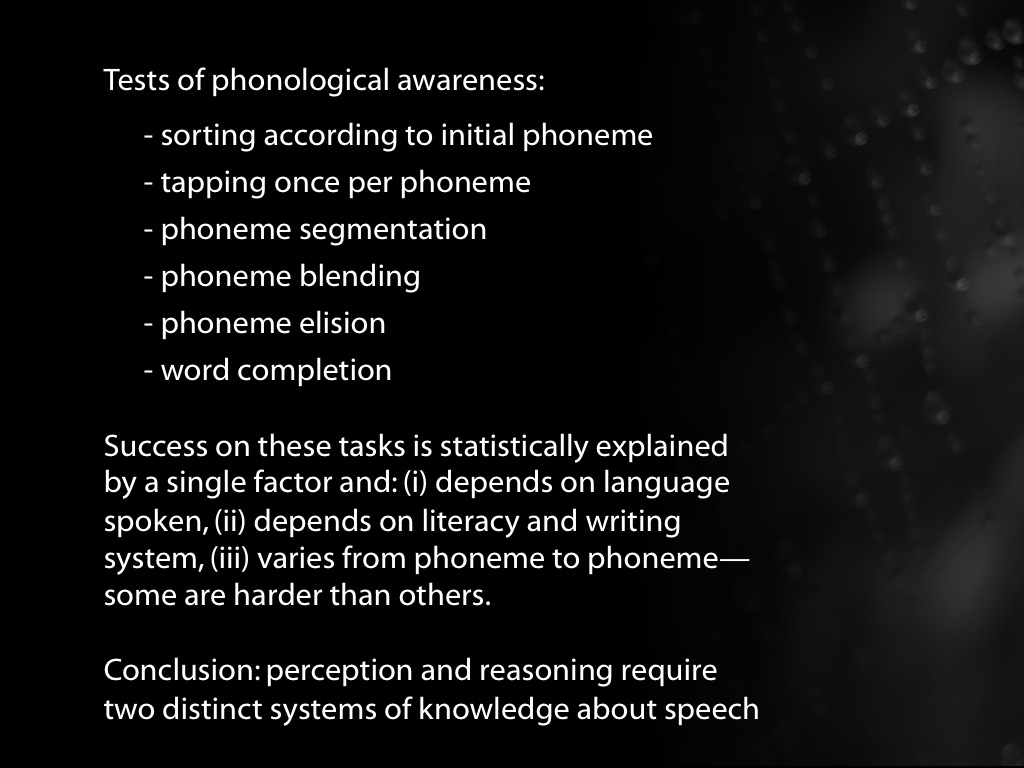 Tests of phonological awareness:
- sorting according to initial phoneme
- tapping once per phoneme
- phoneme segmentation
- phoneme blending
- phoneme elision
- word completion
Success on these tasks is statistically explained
by a single factor and: (i) depends on language
spoken, (ii) depends on literacy and writing
system, (iii) varies from phoneme to phoneme—
some are harder than others.
Conclusion: perception and reasoning require
two distinct systems of knowledge about speech